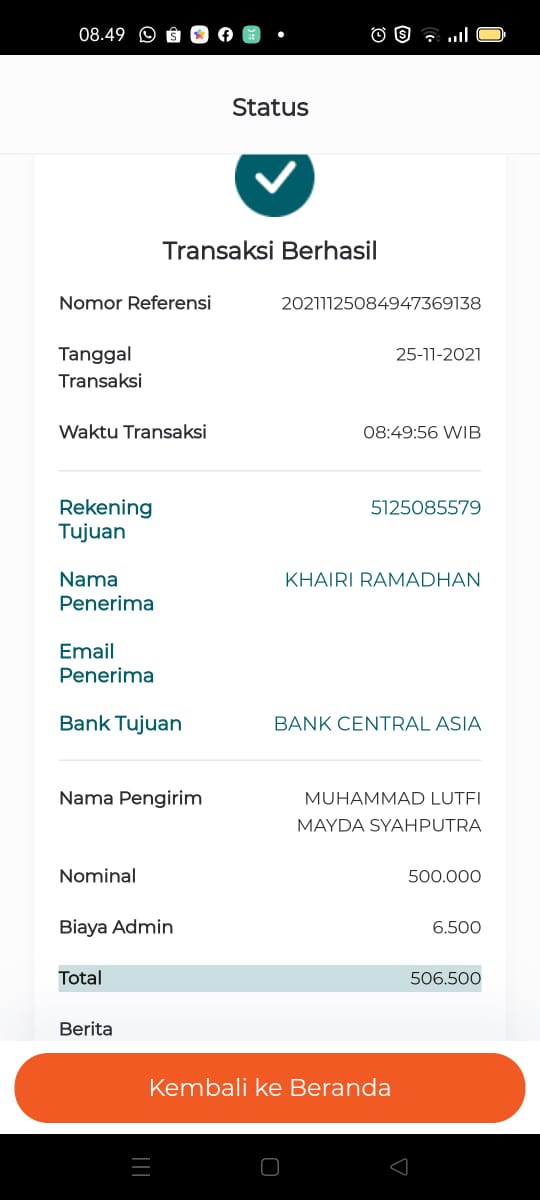 08.49
Status
Transaksi Berhasil
Nomor Referensi 20211125084947369138
Tanggal 25-11-2021
Transaksi
Waktu Transaksi 08:49:56 WIB
Rekening 5125085579
Tujuan
Nama KHAIRI RAMADHAN
Penerima
Email
Penerima
Bank Tujuan BANK CENTRAL ASIA
Nama Pengirim MUHAMMAD LUTFI
MAYDA SYAHPUTRA
Nominal 500.000
Biaya Admin 6.500
Total 506.500
Berita
Kembali ke Beranda